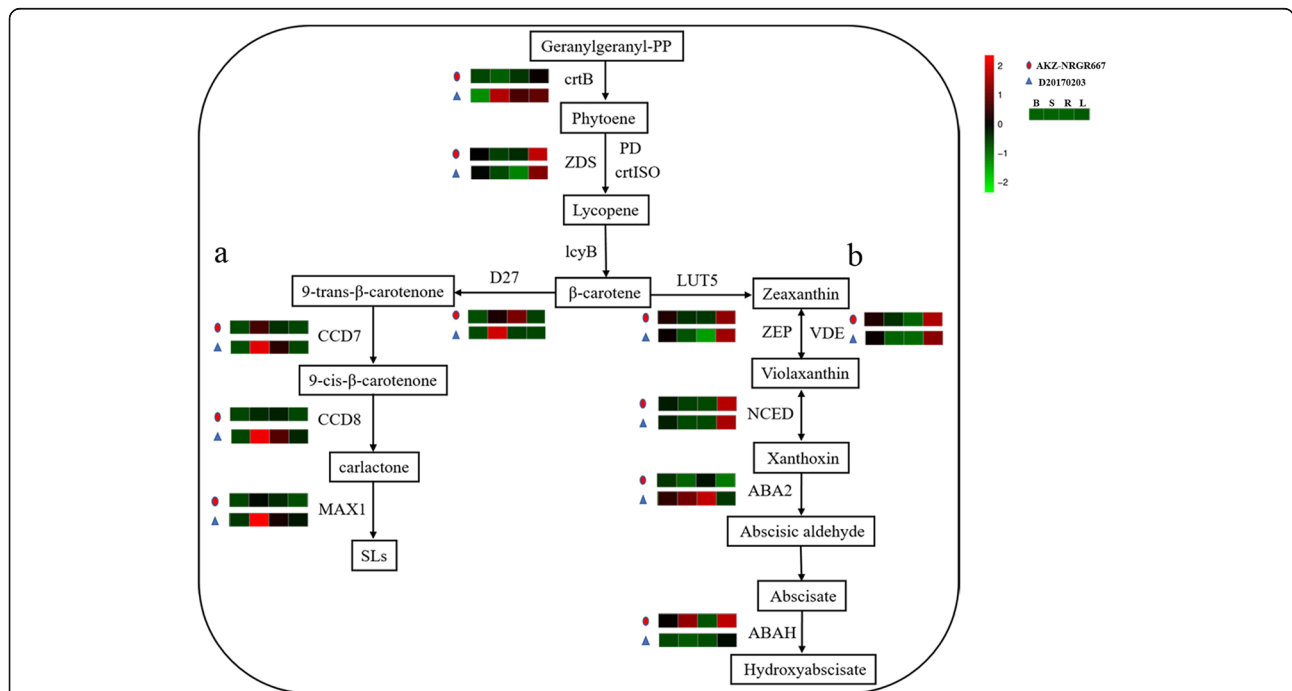 Geranylgeranyl-PP
crtB
Phytoene
ZDS
PD
crtISO
Lycopene
lcyB
a
b
D27
LUT5
9-trans-β-carotenone
β-carotene
Zeaxanthin
CCD7
ZEP
VDE
9-cis-β-carotenone
Violaxanthin
CCD8
NCED
carlactone
Xanthoxin
MAX1
ABA2
SLs
Abscisic aldehyde
Abscisate
ABAH
Hydroxyabscisate
2
1
0
−1
−2
AKZ-NRGR667
D20170203
B S R L